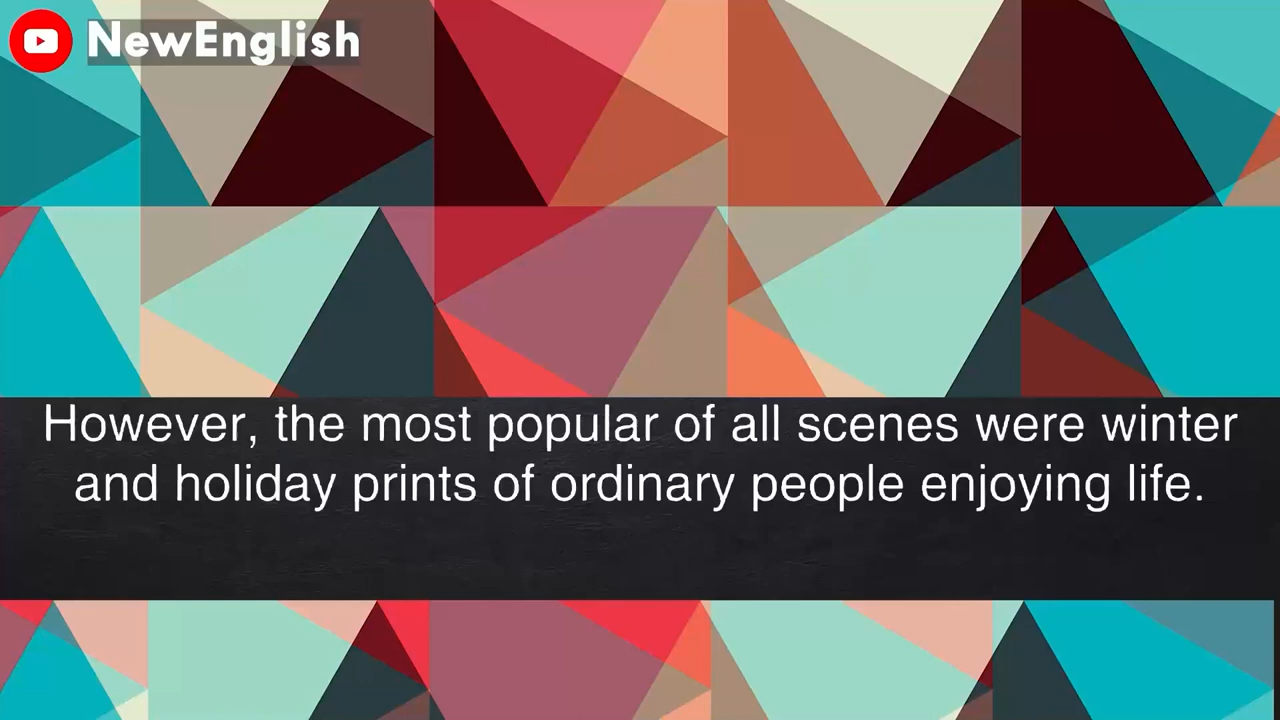 NewEnglish
However, the most popular of all scenes were winter
and holiday prints of ordinary people enjoying life.